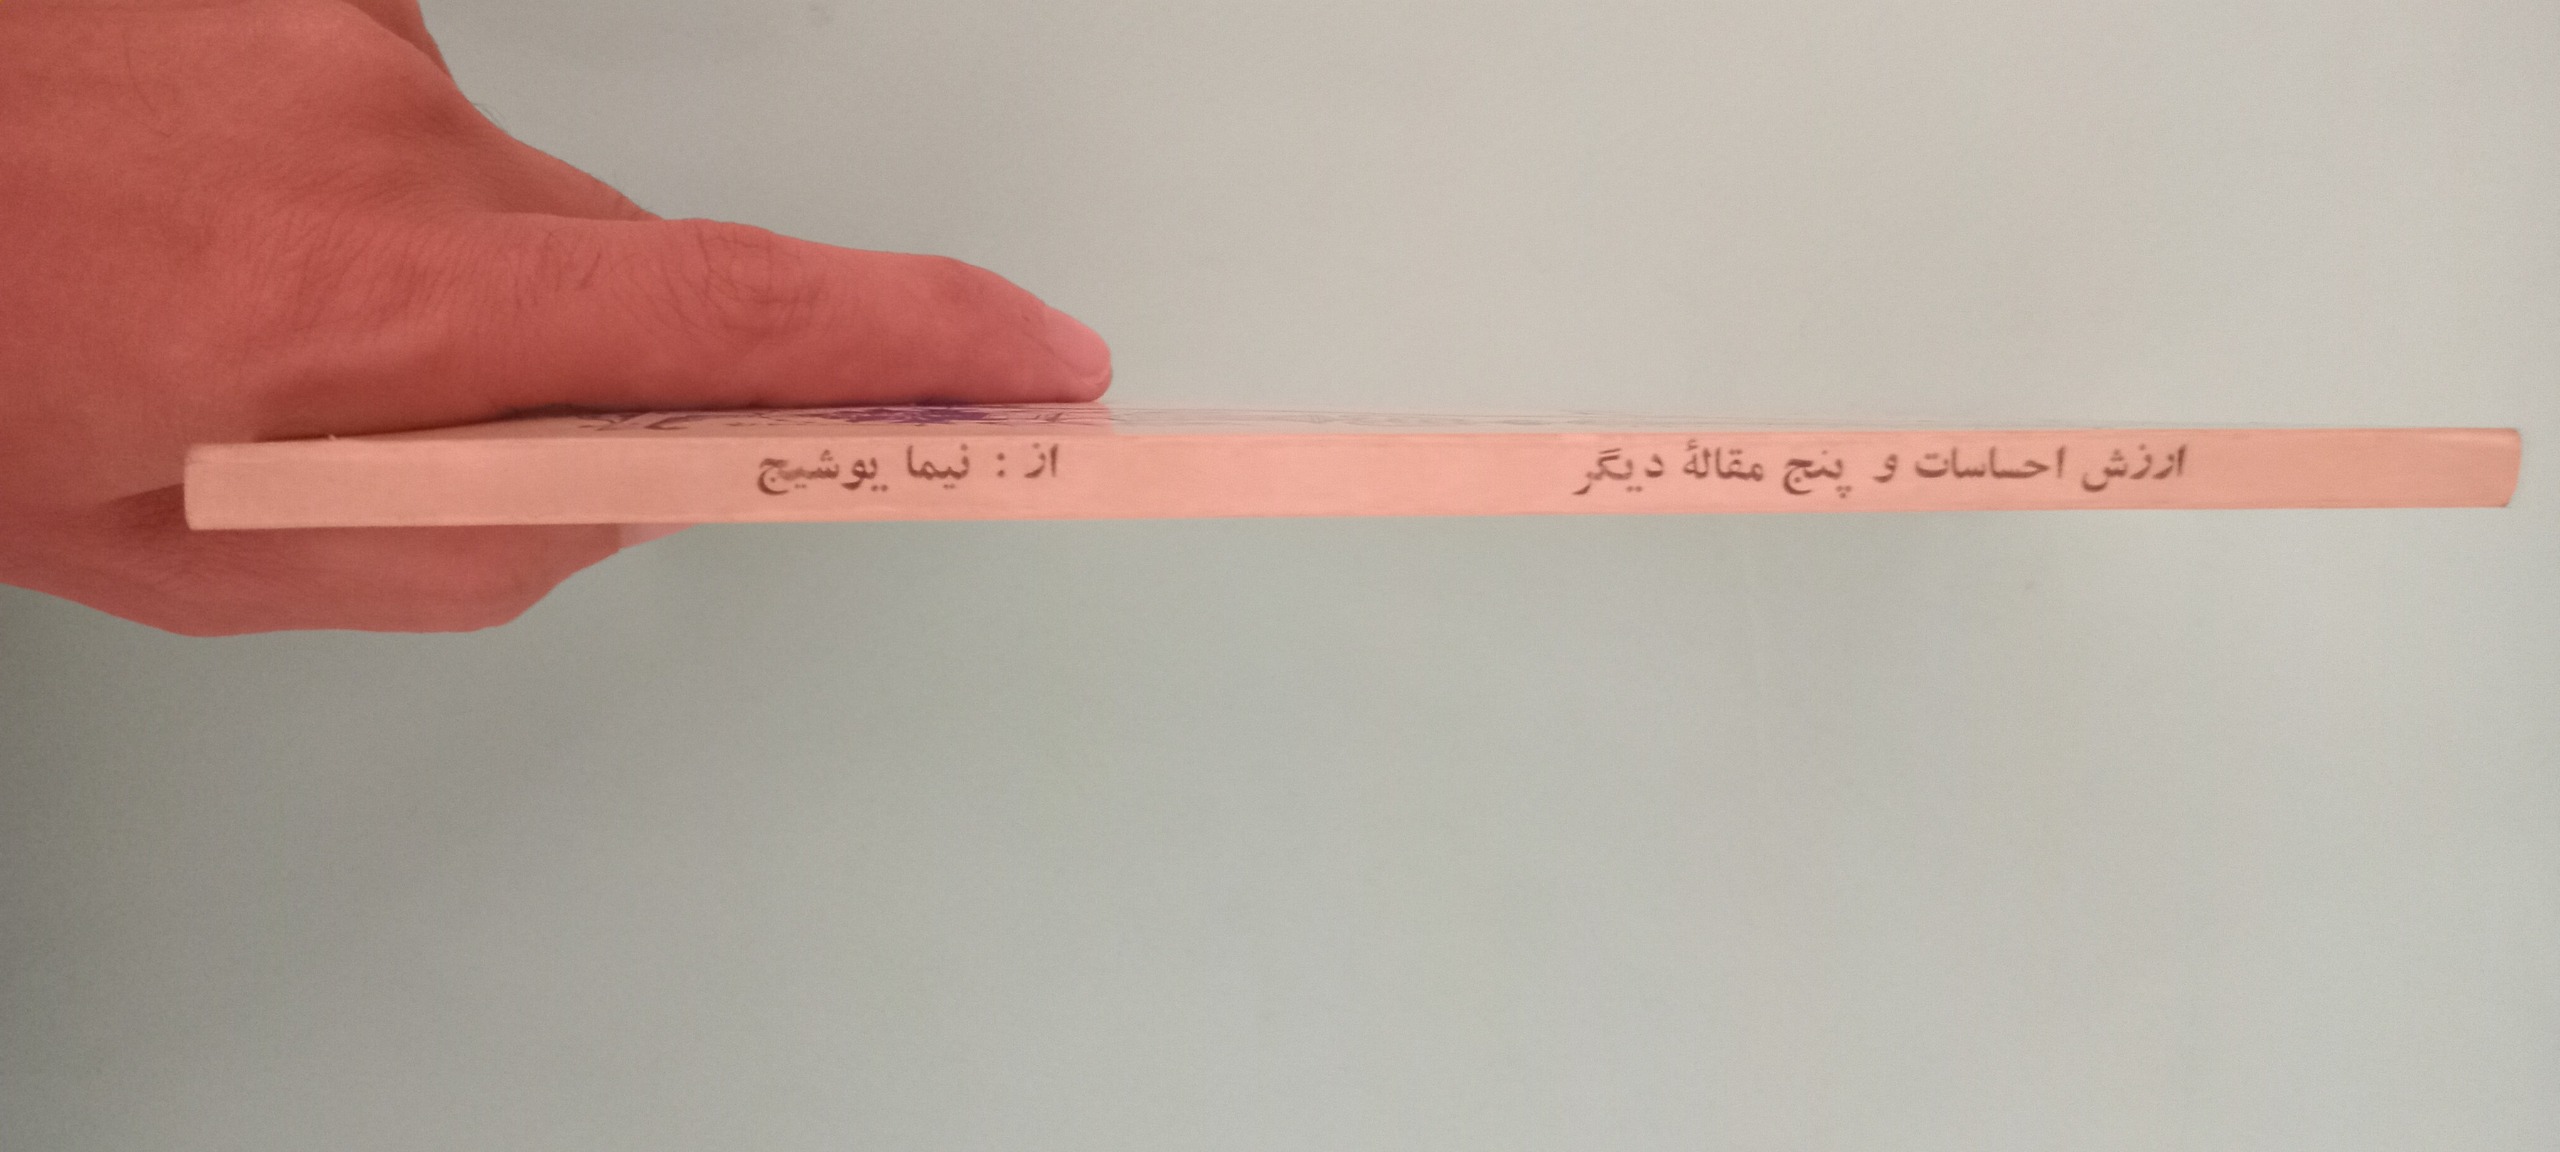 ارزش احساسات و پنج مقالهٔ دیگر
از : نیما یوشیج